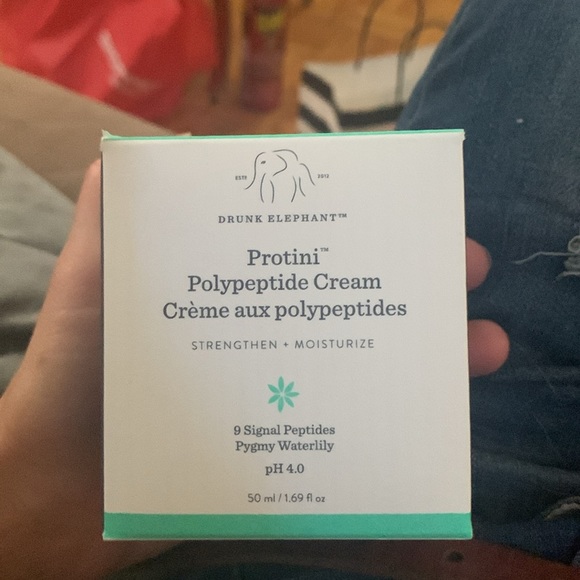 ESTD 2012
DRUNK ELEPHANT™
Protini™
Polypeptide Cream
Crème aux polypeptides
STRENGTHEN + MOISTURIZE
9 Signal Peptides
Pygmy Waterlily
pH 4.0
50 ml / 1.69 fl oz